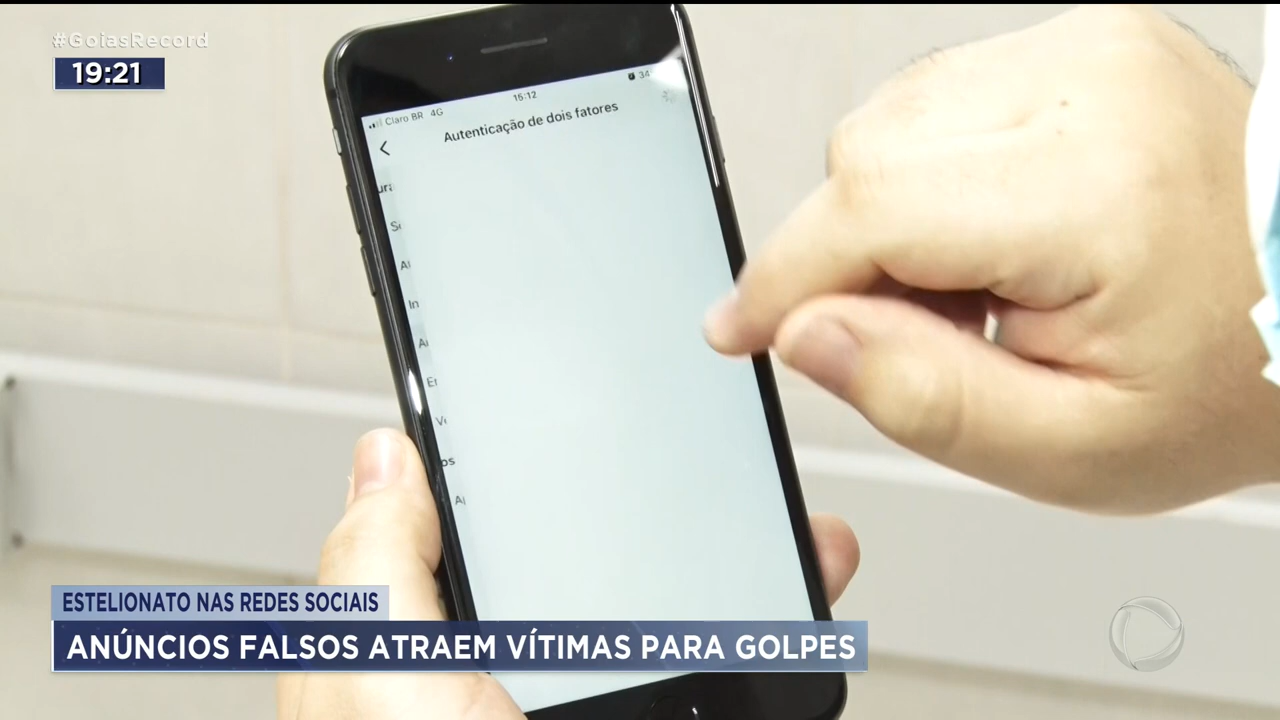 #GoiasRecord
19:21
Claro BR 4G
15:12
34
Autenticação de dois fatores
ESTELIONATO NAS REDES SOCIAIS
ANÚNCIOS FALSOS ATRAEM VÍTIMAS PARA GOLPES